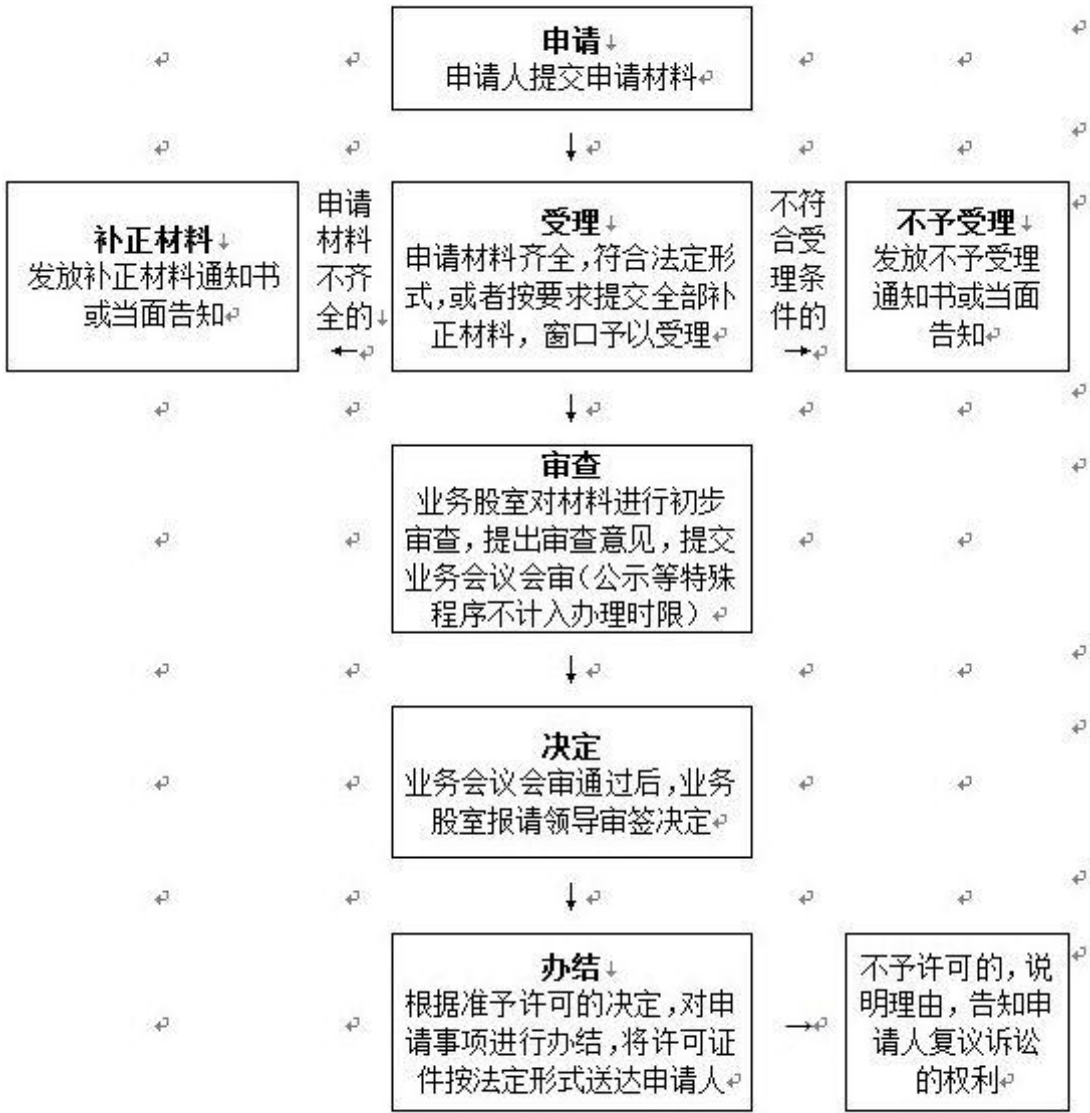 申请
申请人提交申请材料
补正材料
发放补正材料通知书
或当面告知
申请
材料
不齐
全的
受理
申请材料齐全,符合法定形
式,或者按要求提交全部补
正材料，窗口予以受理
不符
合受
理条
件的
不予受理
发放不予受理
通知书或当面
告知
审查
业务股室对材料进行初步
审查，提出审查意见，提交
业务会议会审(公示等特殊
程序不计入办理时限）
决定
业务会议会审通过后,业务
股室报请领导审签决定
办结
根据准予许可的决定,对申
请事项进行办结,将许可证
件按法定形式送达申请人
不予许可的，说
明理由，告知申
请人复议诉讼
的权利